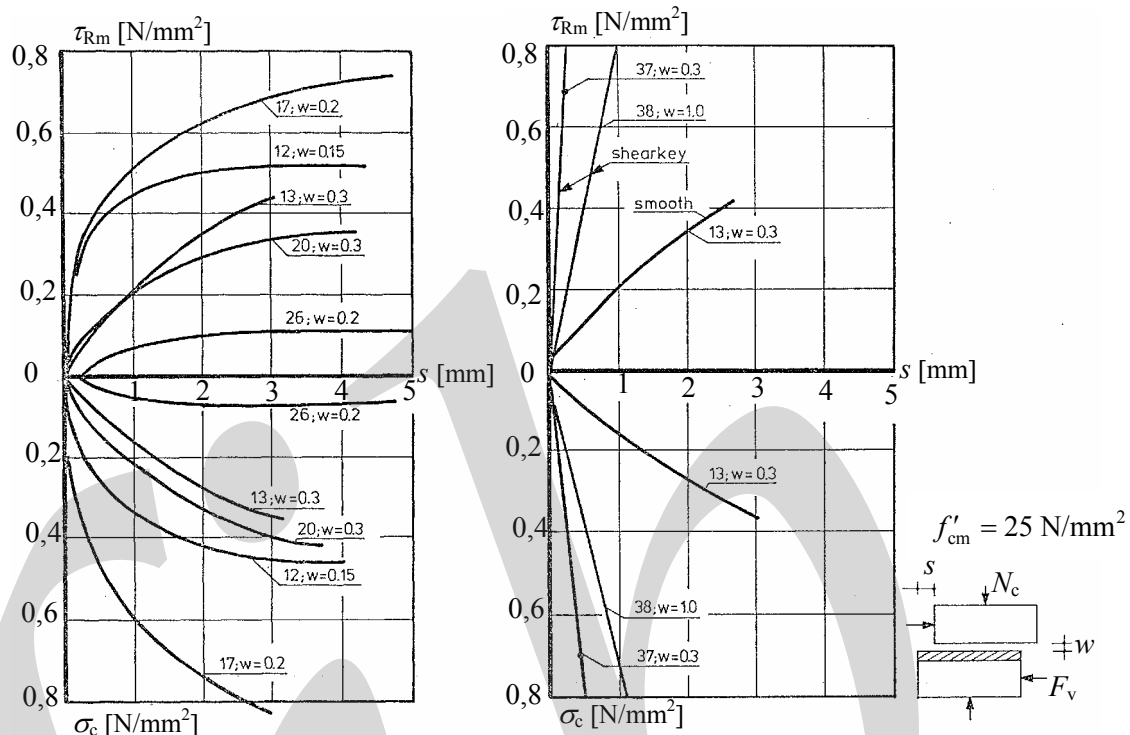 τRm [N/mm²]
0,8
0,6
0,4
0,2
0
0,2
0,4
0,6
0,8
17; w=0.2
12; w=0.15
13; w=0.3
20; w=0.3
26; w=0.2
1 2 3 4 5
s [mm]
26; w=0.2
13; w=0.3
20; w=0.3
12; w=0.15
17; w=0.2
σc [N/mm²]
τRm [N/mm²]
0,8
0,6
0,4
0,2
0
0,2
0,4
0,6
0,8
37; w=0.3
38; w=1.0
shearkey
smooth
13; w=0.3
1 2 3 4 5
s [mm]
13; w=0.3
38; w=1.0
37; w=0.3
σc [N/mm²]
f′cm = 25 N/mm²
s
Nc
w
Fv